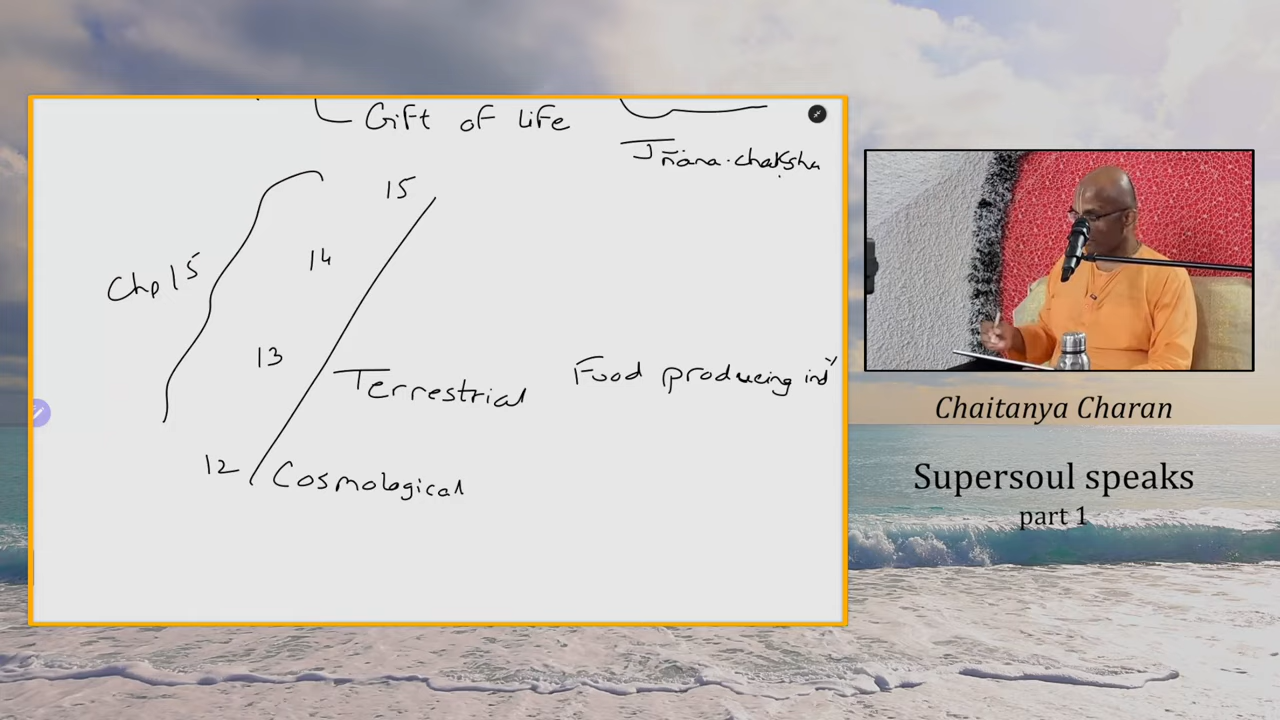 Gift of life
Jñana-chaksha
15
14
Chp 15
13
Terrestrial
Food producing ind
12
Cosmological
Chaitanya Charan
Supersoul speaks
part 1